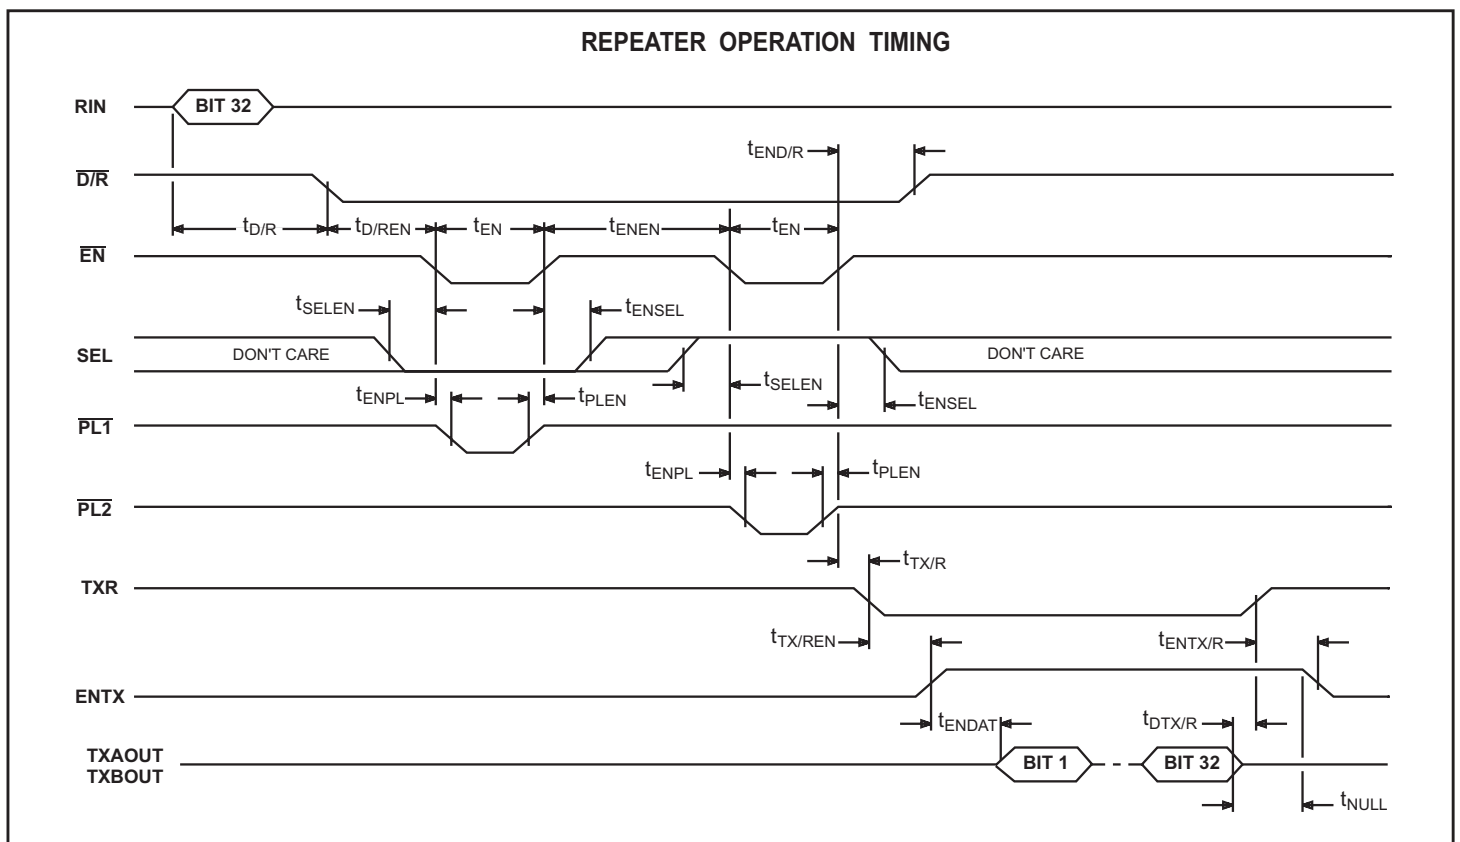 REPEATER OPERATION TIMING
RIN
BIT 32
tEND/R
D/R
tD/R
tD/REN
tEN
tENEN
tEN
EN
tSELEN
tENSEL
SEL
DON'T CARE
DON'T CARE
tSELEN
tENPL
tPLEN
tENSEL
PL1
tENPL
tPLEN
PL2
tTX/R
TXR
tTX/REN
tENTX/R
ENTX
tENDAT
tDTX/R
TXAOUT
TXBOUT
BIT 1
BIT 32
tNULL